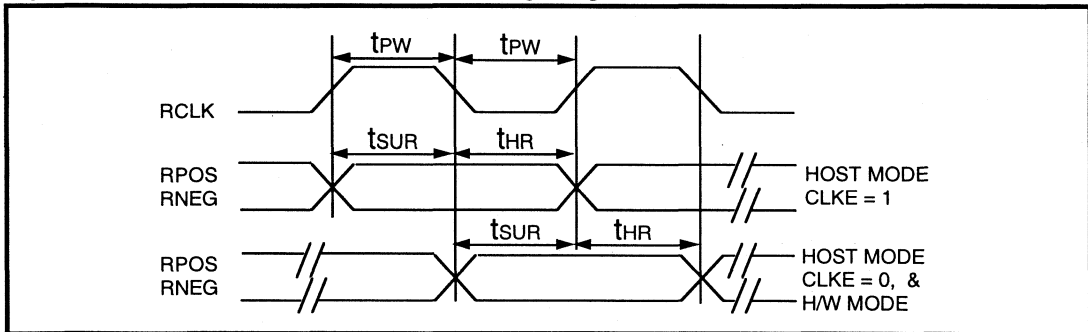 tPW tPW
RCLK
tSUR tHR
RPOS
RNEG
HOST MODE
CLKE = 1
tSUR tHR
RPOS
RNEG
HOST MODE
CLKE = 0, &
H/W MODE